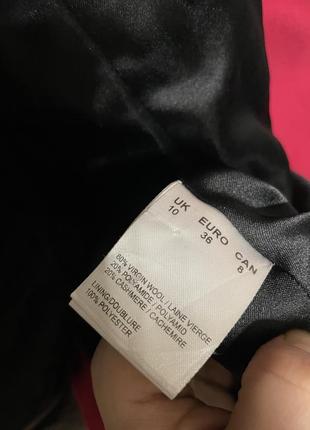 UK EURO CAN
10 36 8
60% VIRGIN WOOL / LAINE VIERGE
20% POLYAMIDE / POLYAMID
20% CASHMERE / CACHEMIRE
LINING:DOUBLURE
100% POLYESTER